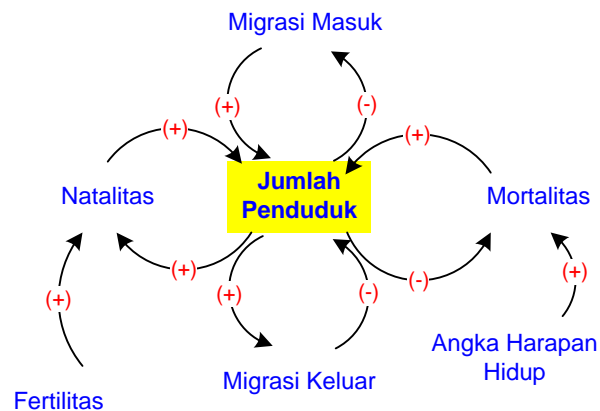 Migrasi Masuk
(+)
(-)
(+)
(+)
Natalitas
Jumlah
Penduduk
Mortalitas
(+)
(+)
(-)
(-)
(+)
(+)
Migrasi Keluar
Angka Harapan
Hidup
Fertilitas